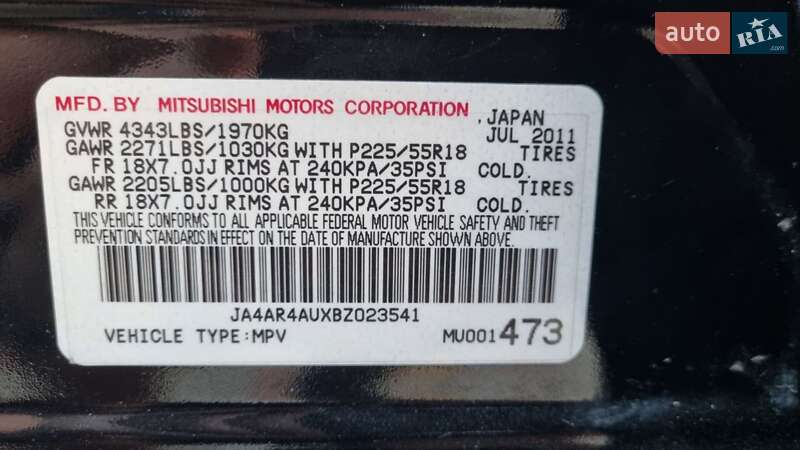 auto RIA
MFD. BY MITSUBISHI MOTORS CORPORATION , JAPAN
GVWR 4343LBS/1970KG JUL 2011
GAWR 2271LBS/1030KG WITH P225/55R18 TIRES
FR 18X7.0JJ RIMS AT 240KPA/35PSI COLD.
GAWR 2205LBS/1000KG WITH P225/55R18 TIRES
RR 18X7.0JJ RIMS AT 240KPA/35PSI COLD.
THIS VEHICLE CONFORMS TO ALL APPLICABLE FEDERAL MOTOR VEHICLE SAFETY AND THEFT
PREVENTION STANDARDS IN EFFECT ON THE DATE OF MANUFACTURE SHOWN ABOVE.
JA4AR4AUXBZ023541
VEHICLE TYPE:MPV MU001473